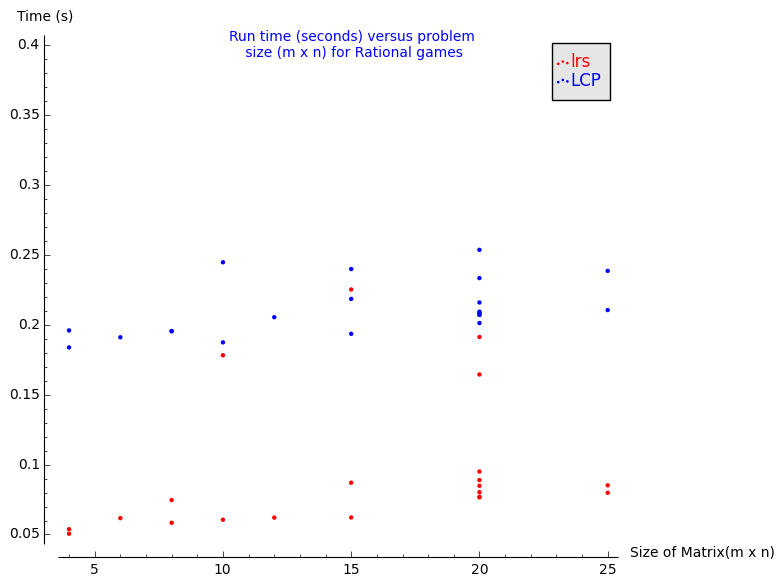 Time (s)
Run time (seconds) versus problem
size (m x n) for Rational games
lrs
LCP
0.4
0.35
0.3
0.25
0.2
0.15
0.1
0.05
5
10
15
20
25
Size of Matrix(m x n)